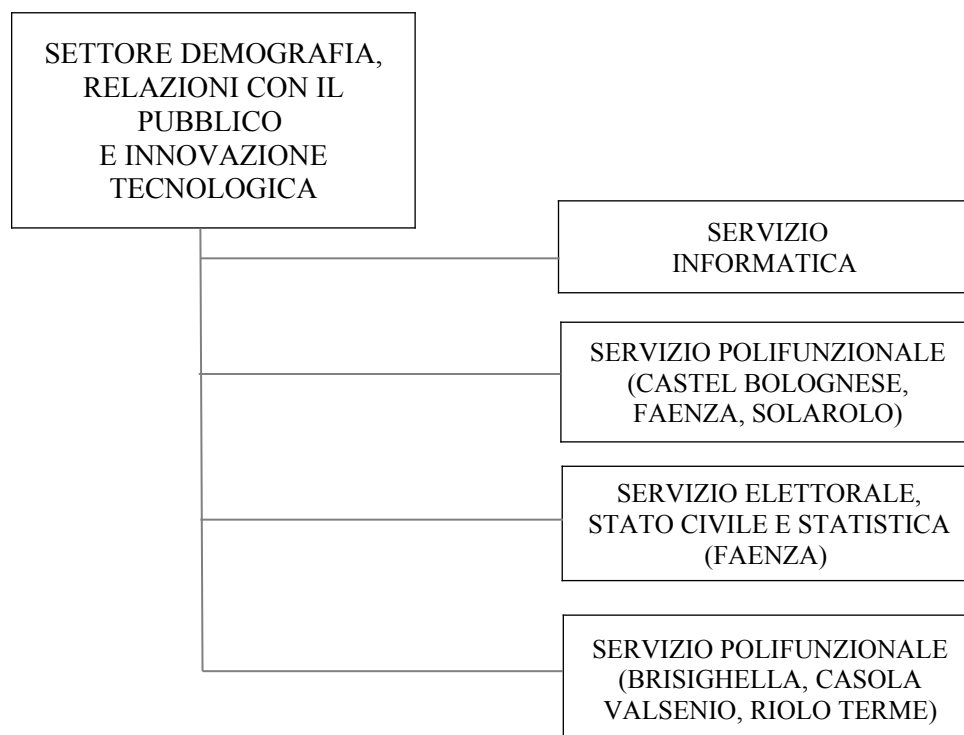 SETTORE DEMOGRAFIA,
RELAZIONI CON IL
PUBBLICO
E INNOVAZIONE
TECNOLOGICA
SERVIZIO
INFORMATICA
SERVIZIO POLIFUNZIONALE
(CASTEL BOLOGNESE,
FAENZA, SOLAROLO)
SERVIZIO ELETTORALE,
STATO CIVILE E STATISTICA
(FAENZA)
SERVIZIO POLIFUNZIONALE
(BRISIGHELLA, CASOLA
VALSENIO, RIOLO TERME)